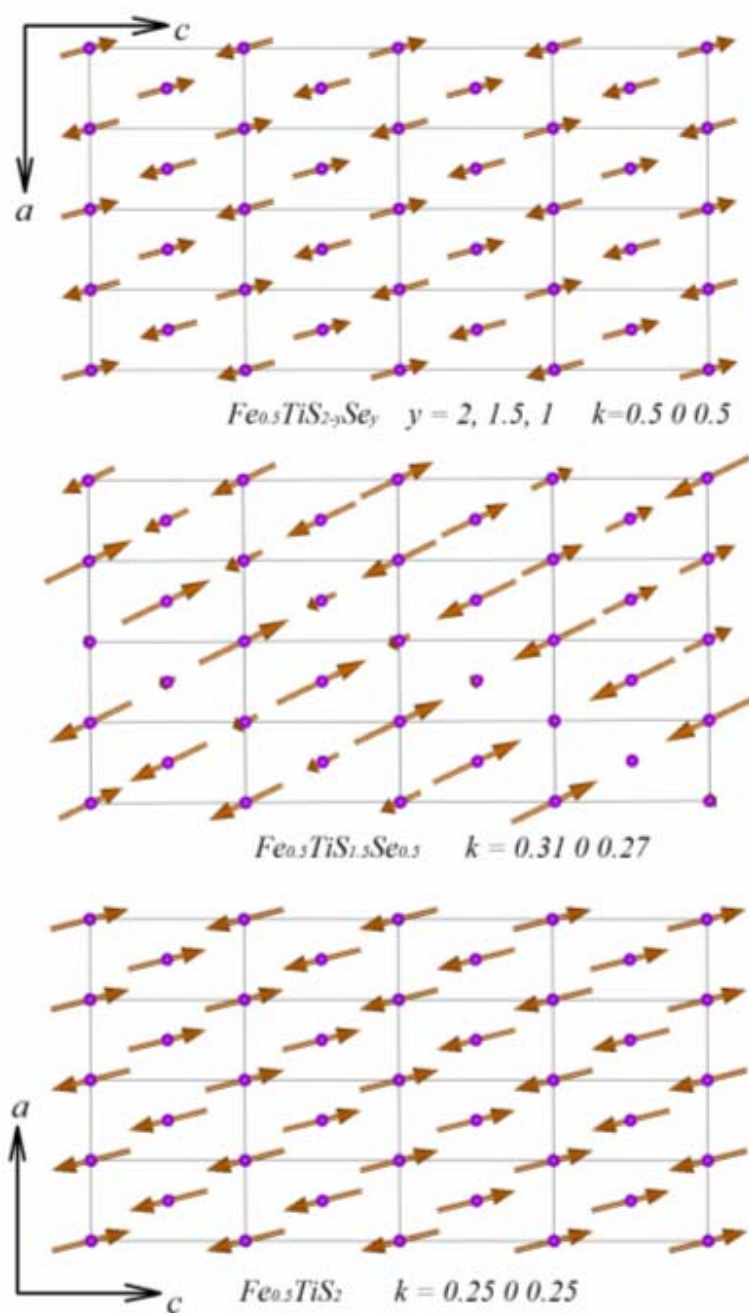 c
a
Fe0.5TiS2-ySey y = 2, 1.5, 1 k=0.5 0 0.5
Fe0.5TiS1.5Se0.5 k = 0.31 0 0.27
a
c
Fe0.5TiS2 k = 0.25 0 0.25